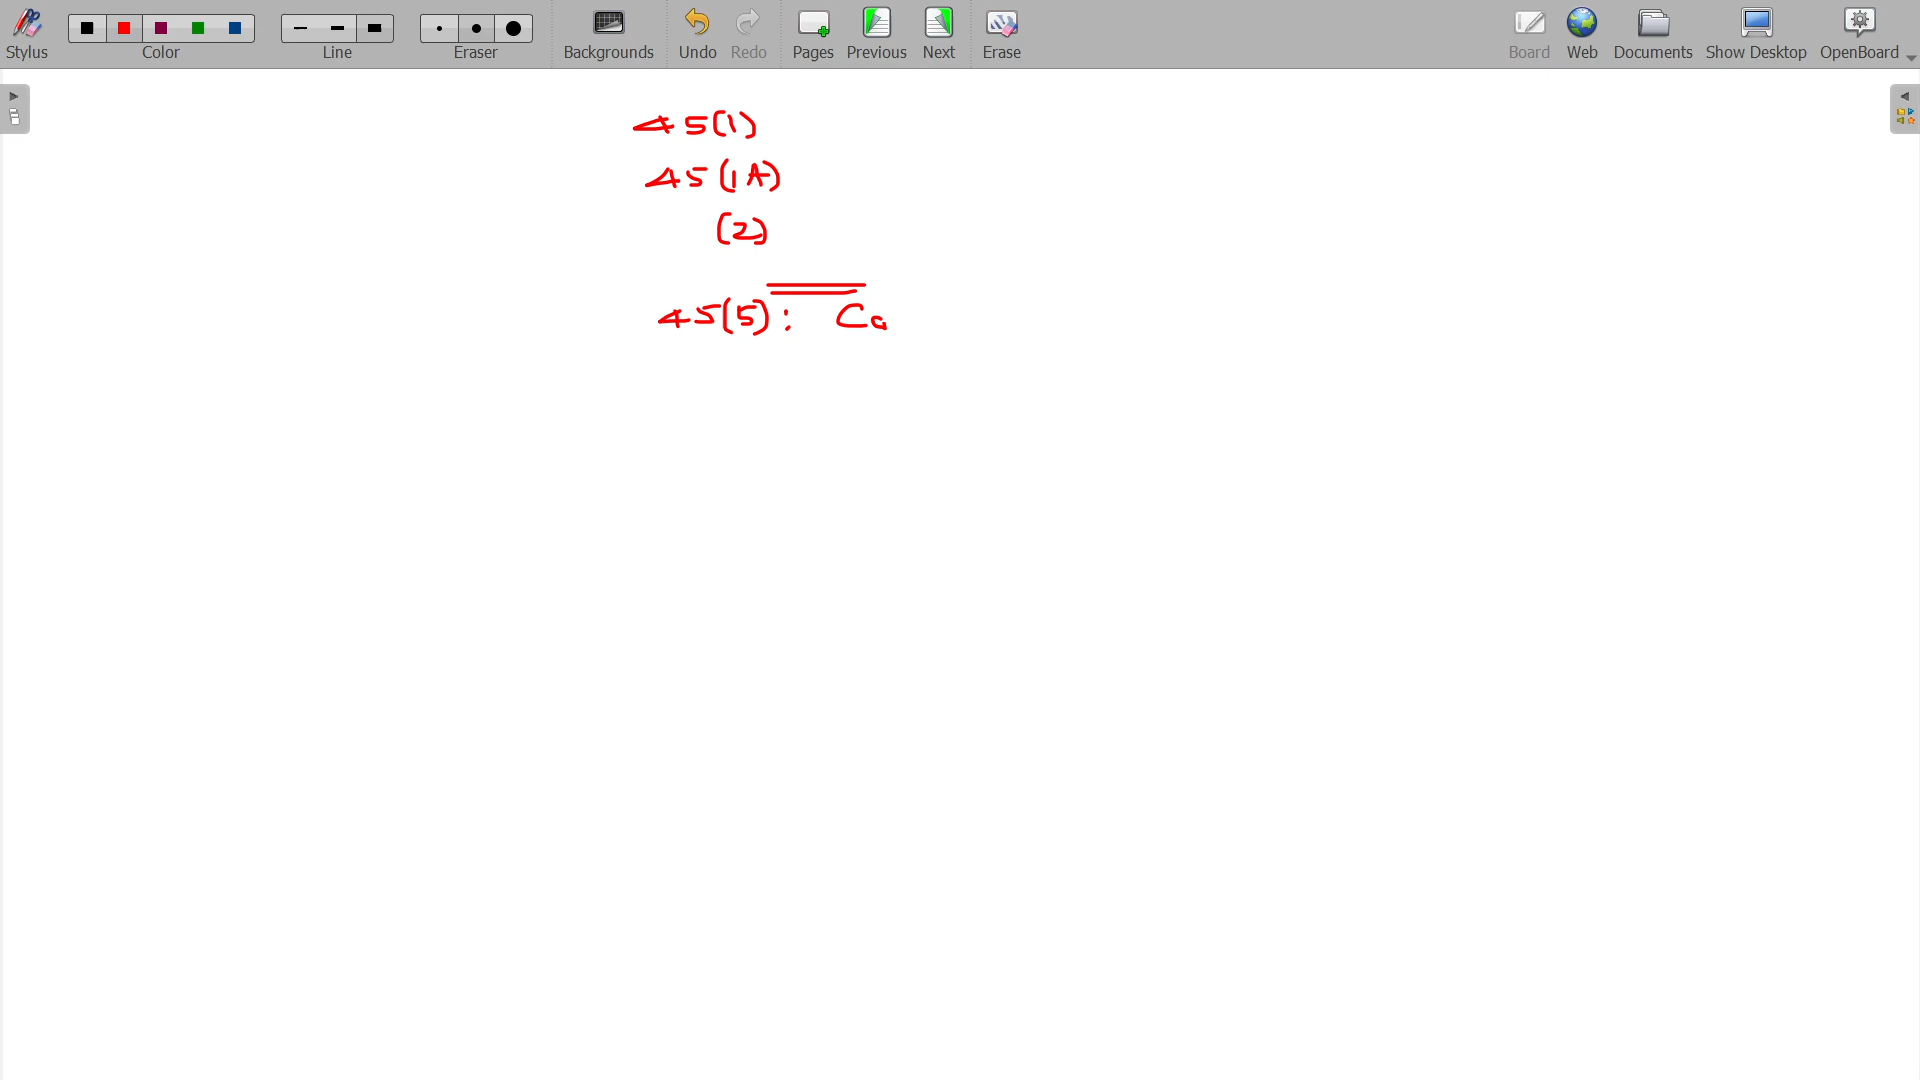 Stylus Color Line Eraser Backgrounds Undo Redo Pages Previous Next Erase Board Web Documents Show Desktop OpenBoard
45(1)
45(1A)
(2)
45(5): Ca